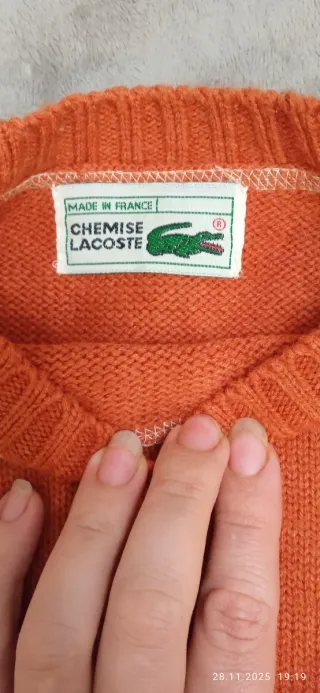 MADE IN FRANCE
CHEMISE
LACOSTE
®
28.11.2025 19:19